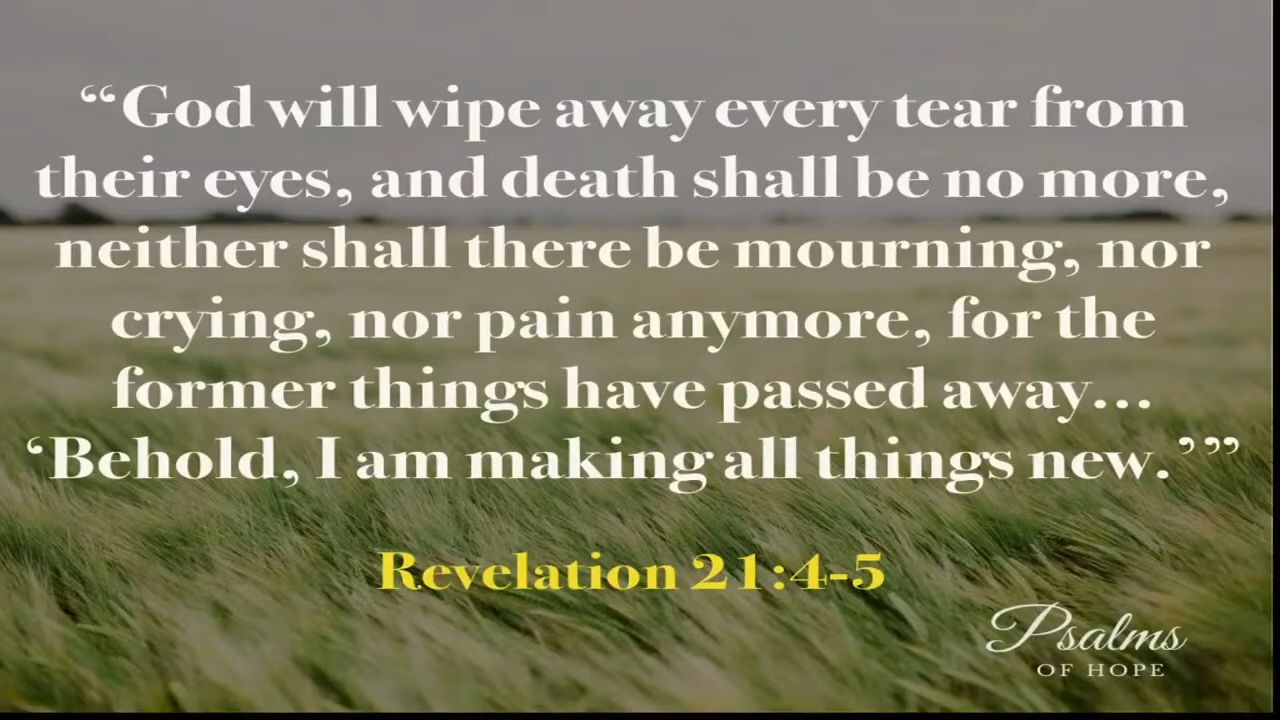 “God will wipe away every tear from
their eyes, and death shall be no more,
neither shall there be mourning, nor
crying, nor pain anymore, for the
former things have passed away...
‘Behold, I am making all things new.’”
Revelation 21:4-5
Psalms
OF HOPE